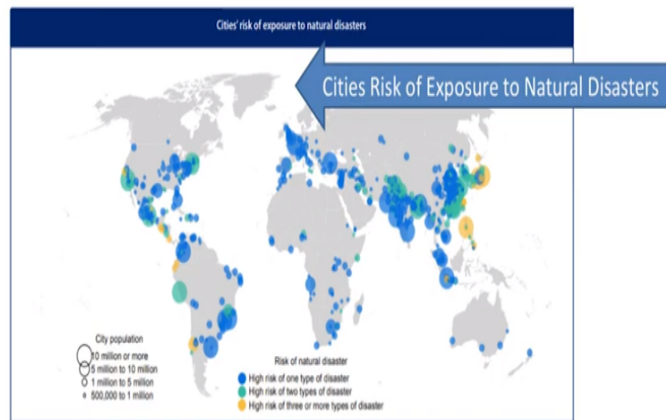 Cities' risk of exposure to natural disasters
Cities Risk of Exposure to Natural Disasters
City population
10 million or more
5 million to 10 million
1 million to 5 million
500,000 to 1 million
Risk of natural disaster
High risk of one type of disaster
High risk of two types of disaster
High risk of three or more types of disaster